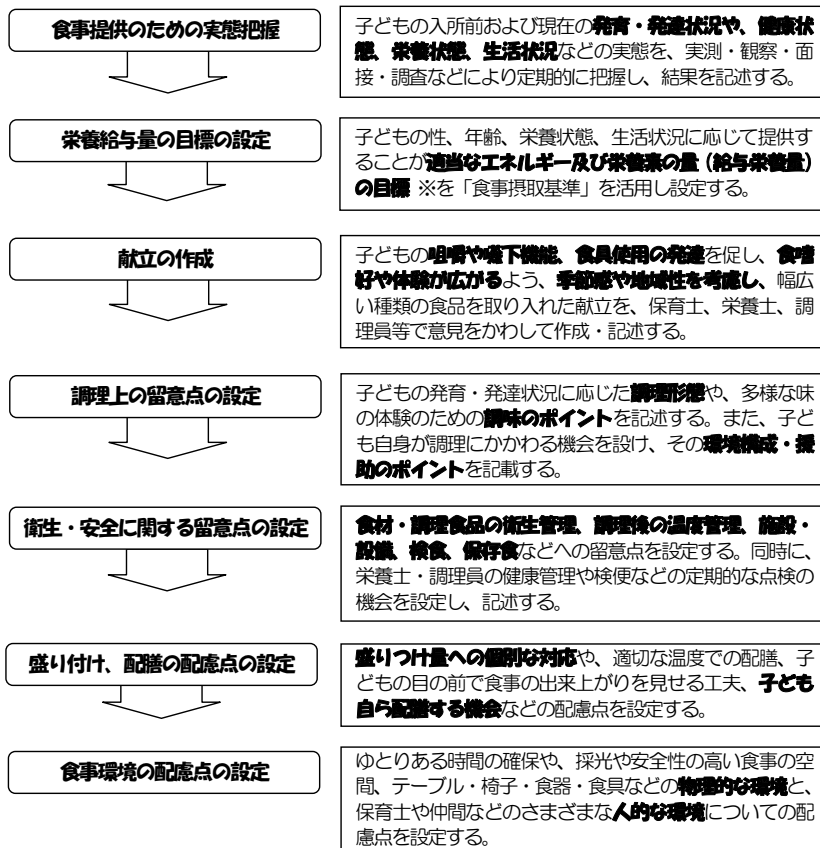 食事提供のための実態把握
子どもの入所前および現在の発育・発達状況や、健康状
態、栄養状態、生活状況などの実態を、実測・観察・面
接・調査などにより定期的に把握し、結果を記述する。
栄養給与量の目標の設定
子どもの性、年齢、栄養状態、生活状況に応じて提供す
ることが適当なエネルギー及び栄養素の量（給与栄養量）
の目標 ※を「食事摂取基準」を活用し設定する。
献立の作成
子どもの咀嚼や嚥下機能、食具使用の発達を促し、食嗜
好や体験が広がるよう、季節感や地域性を考慮し、幅広
い種類の食品を取り入れた献立を、保育士、栄養士、調
理員等で意見をかわして作成・記述する。
調理上の留意点の設定
子どもの発育・発達状況に応じた調理形態や、多様な味
の体験のための調味のポイントを記述する。また、子ど
も自身が調理にかかわる機会を設け、その環境構成・援
助のポイントを記載する。
衛生・安全に関する留意点の設定
食材・調理食品の衛生管理、調理後の温度管理、施設・
設備、検食、保存食などへの留意点を設定する。同時に、
栄養士・調理員の健康管理や検便などの定期的な点検の
機会を設定し、記述する。
盛り付け、配膳の配慮点の設定
盛りつけ量への個別な対応や、適切な温度での配膳、子
どもの目の前で食事の出来上がりを見せる工夫、子ども
自ら配膳する機会などの配慮点を設定する。
食事環境の配慮点の設定
ゆとりある時間の確保や、採光や安全性の高い食事の空
間、テーブル・椅子・食器・食具などの物理的な環境と、
保育士や仲間などのさまざまな人的な環境についての配
慮点を設定する。